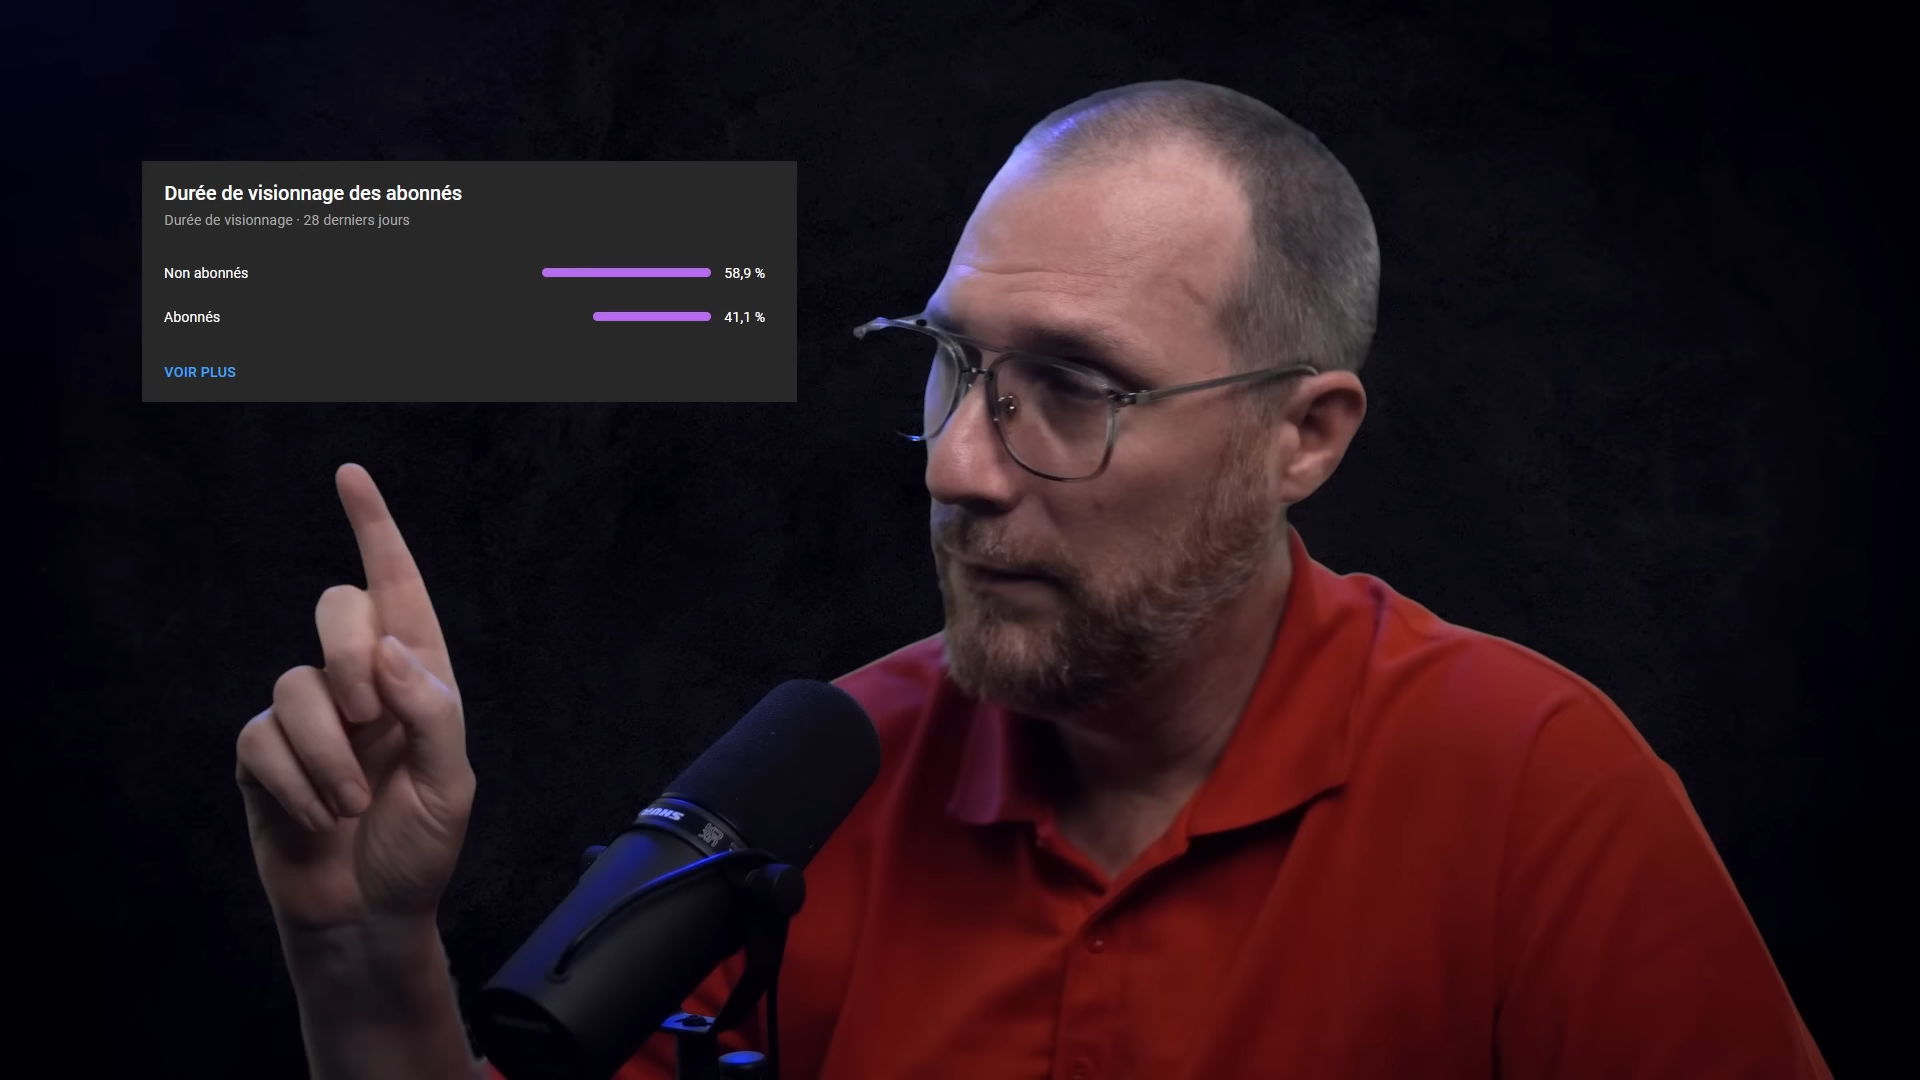 Durée de visionnage des abonnés
Durée de visionnage · 28 derniers jours
Non abonnés 58,9 %
Abonnés 41,1 %
VOIR PLUS
SHURE